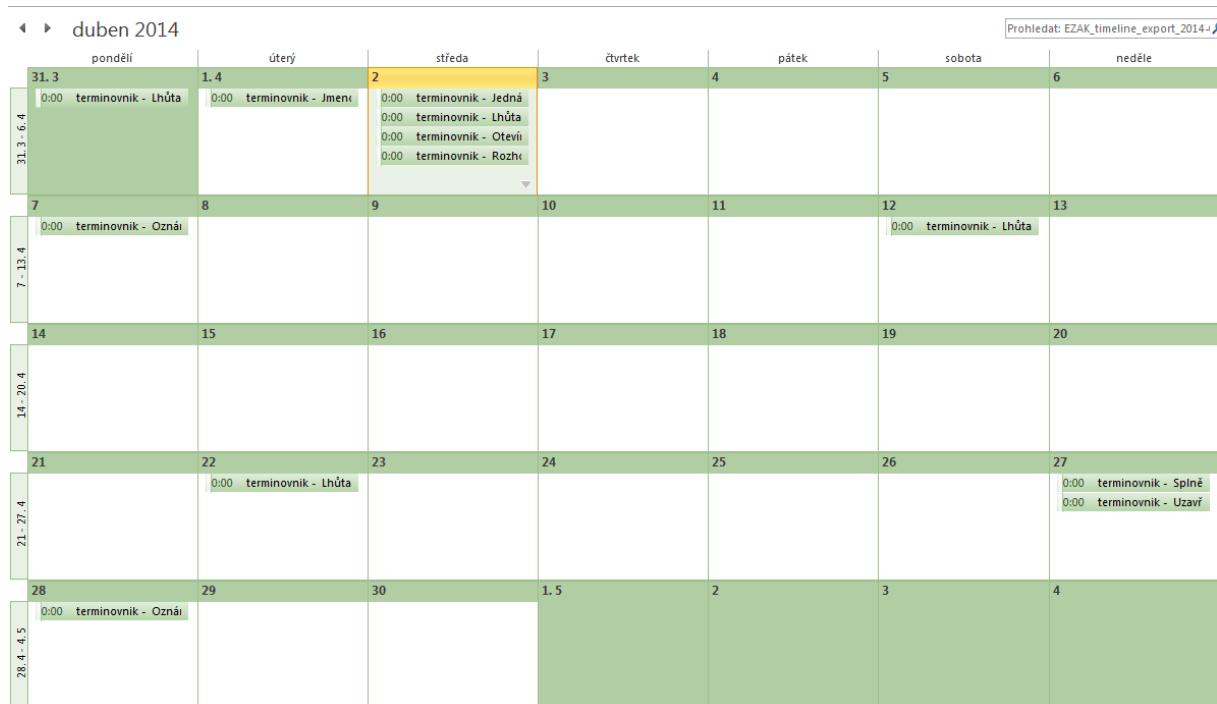 duben 2014
Prohledat: EZAK_timeline_export_2014-
pondělí úterý středa čtvrtek pátek sobota neděle
31. 3 1. 4 2 3 4 5 6
31. 3 - 6. 4
0:00 terminovnik - Lhůta 0:00 terminovnik - Jmen 0:00 terminovnik - Jedná
0:00 terminovnik - Lhůta
0:00 terminovnik - Oteví
0:00 terminovnik - Rozh
7 8 9 10 11 12 13
7 - 13. 4
0:00 terminovnik - Ozná 0:00 terminovnik - Lhůta
14 15 16 17 18 19 20
14 - 20. 4
21 22 23 24 25 26 27
21 - 27. 4
0:00 terminovnik - Lhůta 0:00 terminovnik - Splně
0:00 terminovnik - Uzavř
28 29 30 1. 5 2 3 4
28. 4 - 4. 5
0:00 terminovnik - Ozná